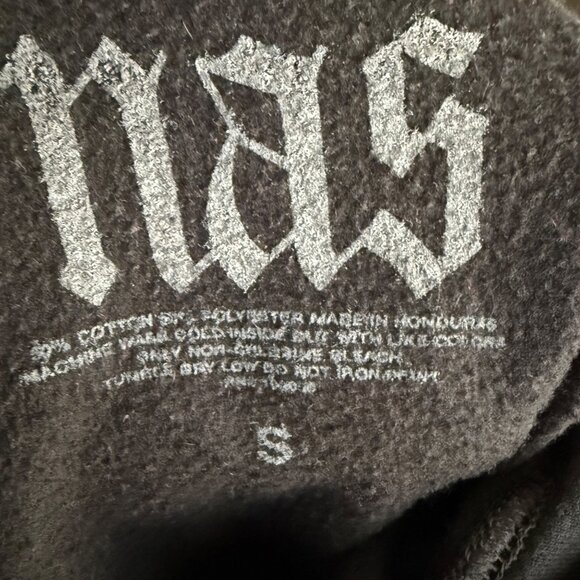 nas
COTTON POLYESTER MADE IN HONDURAS
MACHINE WASH COLD INSIDE OUT WITH LIKE COLORS
ONLY NON-CHLORINE BLEACH
TUMBLE DRY LOW DO NOT IRON PRINT
S